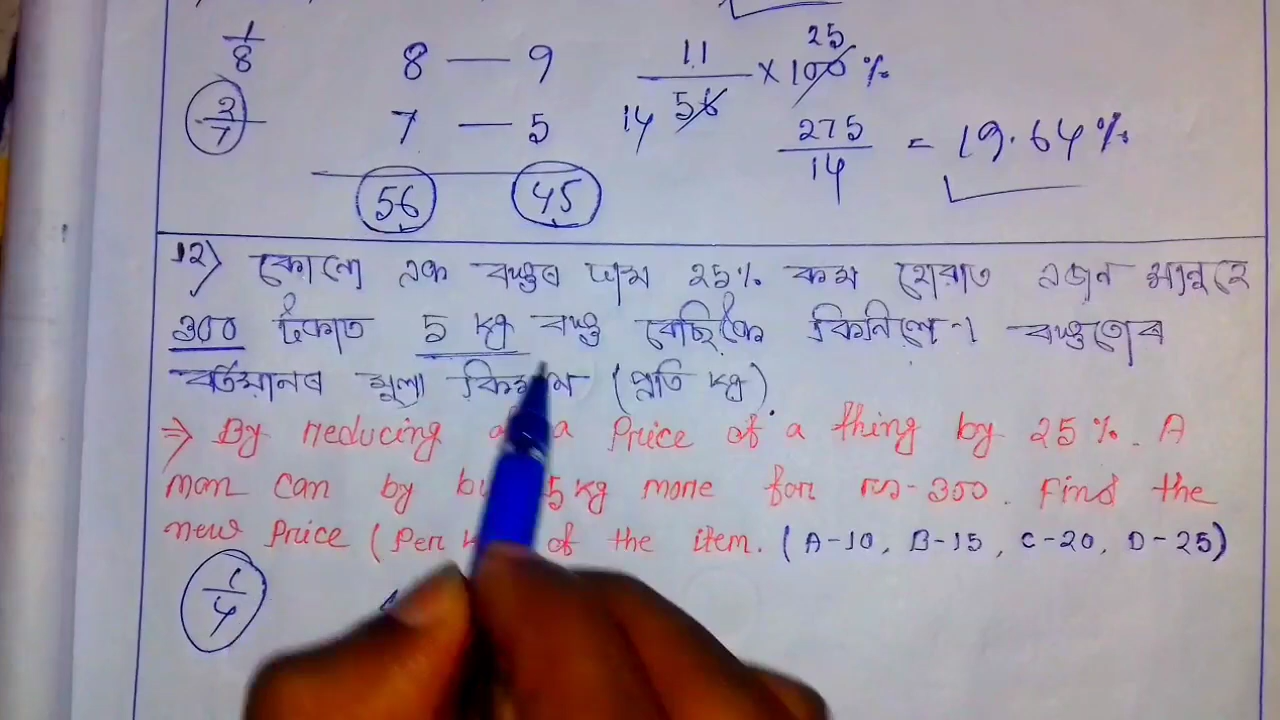 1/8 8 — 9 11/56 × 100 % 25
2/7 7 — 5 14 275/14 = 19.64%
56 45
12) কোনো এক বস্তুৰ দাম 25% কম হোৱাত এজন মানুহে
300 টকাত 5 kg বস্তু বেছিকৈ কিনিলে। বস্তুতোৰ
বৰ্তমানৰ মূল্য (প্ৰতি kg).
⇒ By reducing a Price of a thing by 25%. A
man can by 5kg more for rs-300. Find the
new Price (Per of the item. (A-10, B-15, C-20, D-25)
1/4